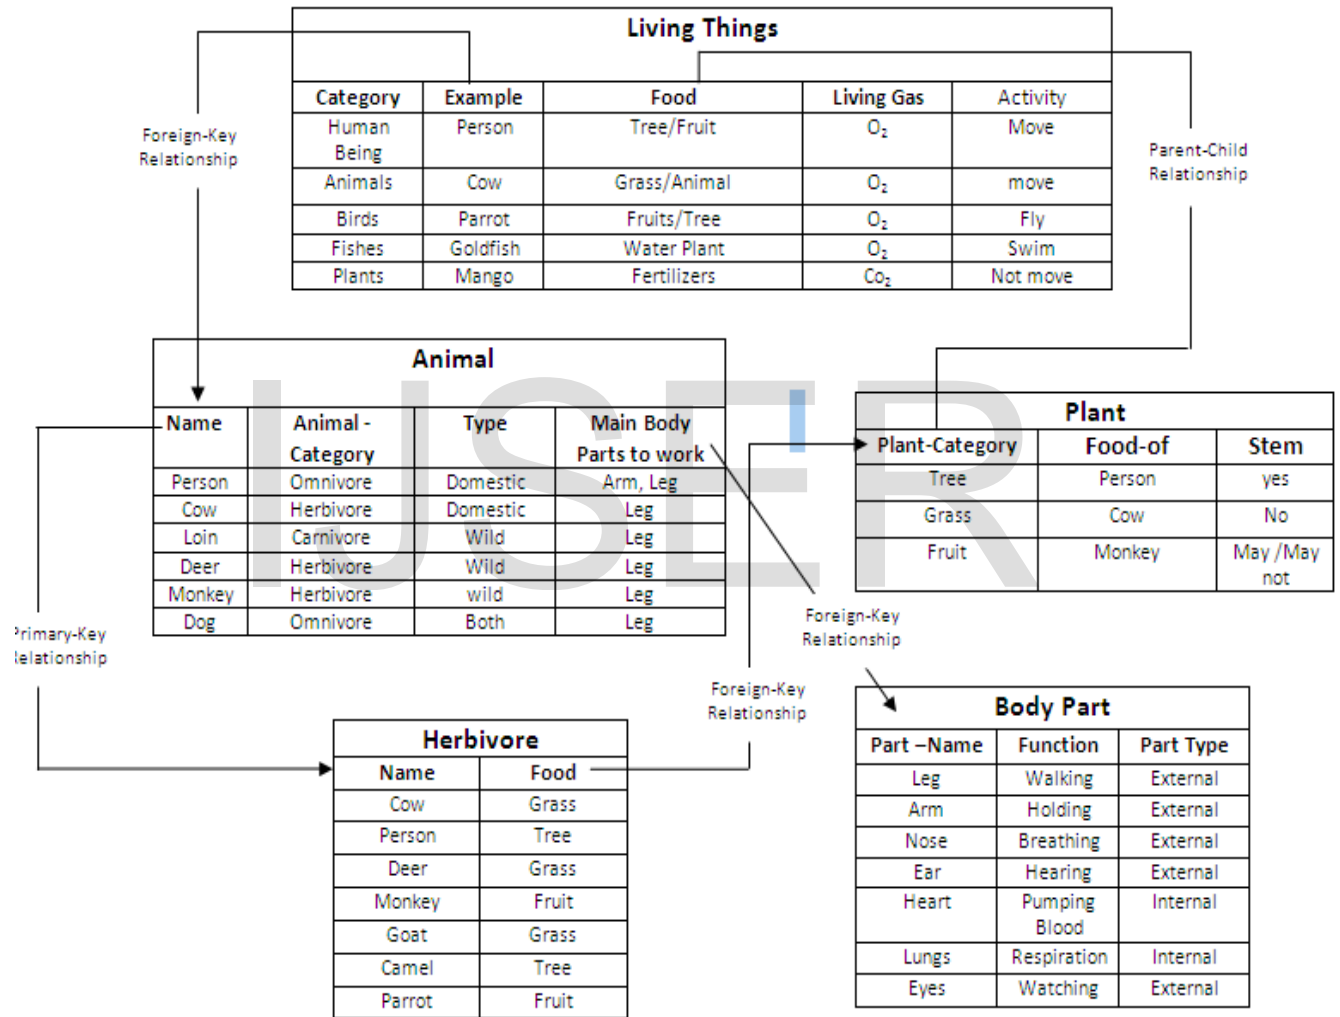 Living Things
Category Example Food Living Gas Activity
Human Being Person Tree/Fruit O₂ Move
Animals Cow Grass/Animal O₂ move
Birds Parrot Fruits/Tree O₂ Fly
Fishes Goldfish Water Plant O₂ Swim
Plants Mango Fertilizers Co₂ Not move
Foreign-Key
Relationship
Parent-Child
Relationship
Animal
Name Animal - Category Type Main Body Parts to work
Person Omnivore Domestic Arm, Leg
Cow Herbivore Domestic Leg
Loin Carnivore Wild Leg
Deer Herbivore Wild Leg
Monkey Herbivore wild Leg
Dog Omnivore Both Leg
IJSER
Plant
Plant-Category Food-of Stem
Tree Person yes
Grass Cow No
Fruit Monkey May /May not
Primary-Key
Relationship
Foreign-Key
Relationship
Foreign-Key
Relationship
Herbivore
Name Food
Cow Grass
Person Tree
Deer Grass
Monkey Fruit
Goat Grass
Camel Tree
Parrot Fruit
Body Part
Part –Name Function Part Type
Leg Walking External
Arm Holding External
Nose Breathing External
Ear Hearing External
Heart Pumping Blood Internal
Lungs Respiration Internal
Eyes Watching External